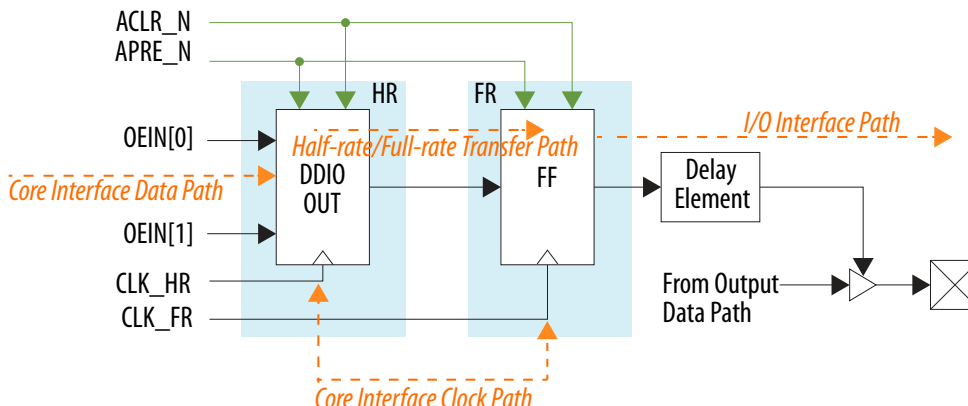 ACLR_N
APRE_N
HR
FR
OEIN[0]
Half-rate/Full-rate Transfer Path
I/O Interface Path
DDIO
OUT
FF
Delay
Element
Core Interface Data Path
OEIN[1]
CLK_HR
CLK_FR
From Output
Data Path
Core Interface Clock Path